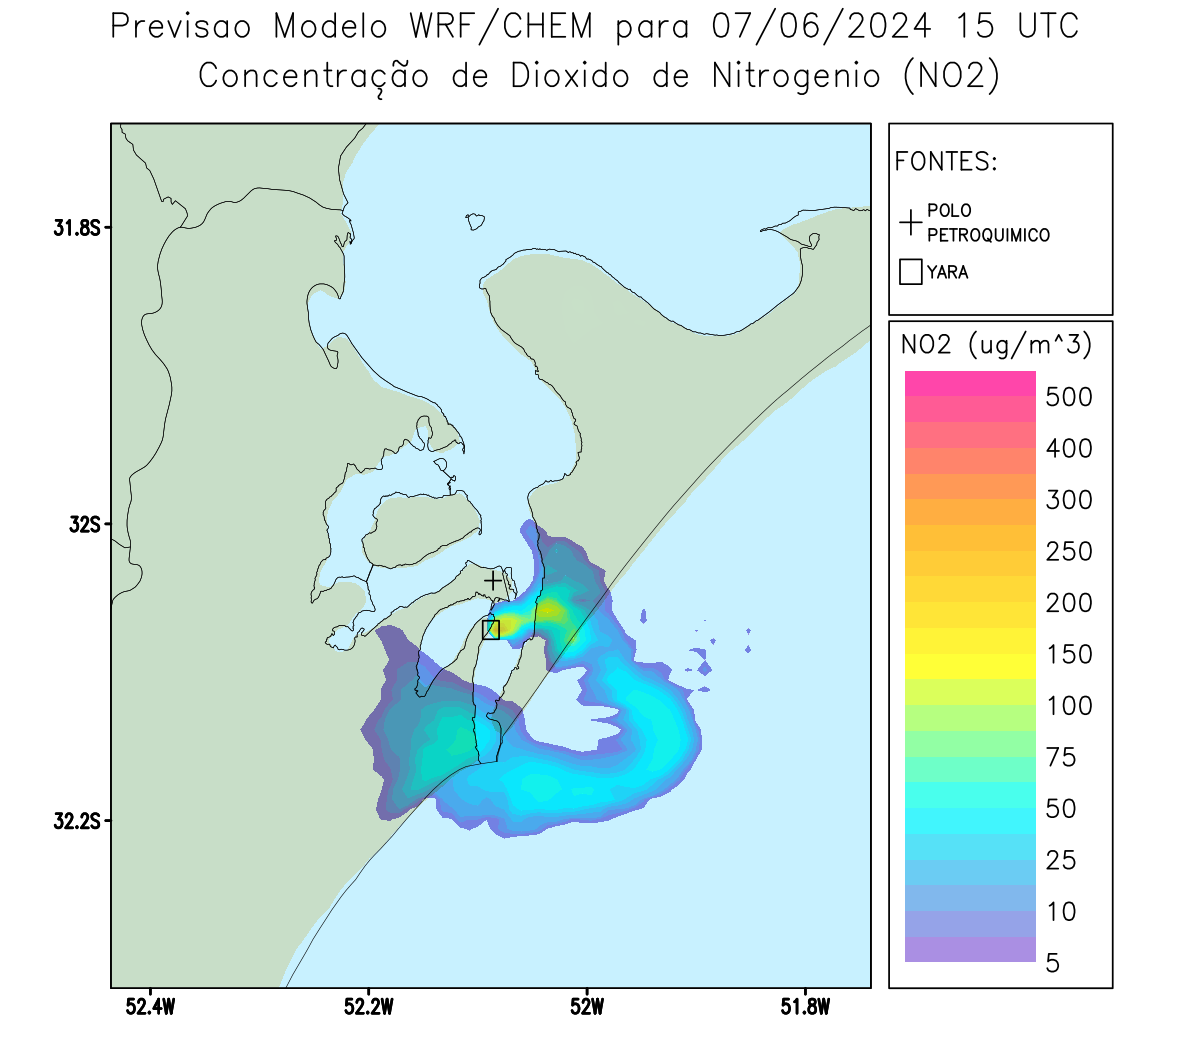 Previsao Modelo WRF/CHEM para 07/06/2024 15 UTC
Concentração de Dioxido de Nitrogenio (NO2)
FONTES:
POLO
PETROQUIMICO
YARA
31.8S
32S
32.2S
52.4W
52.2W
52W
51.8W
NO2 (ug/m^3)
500
400
300
250
200
150
100
75
50
25
10
5